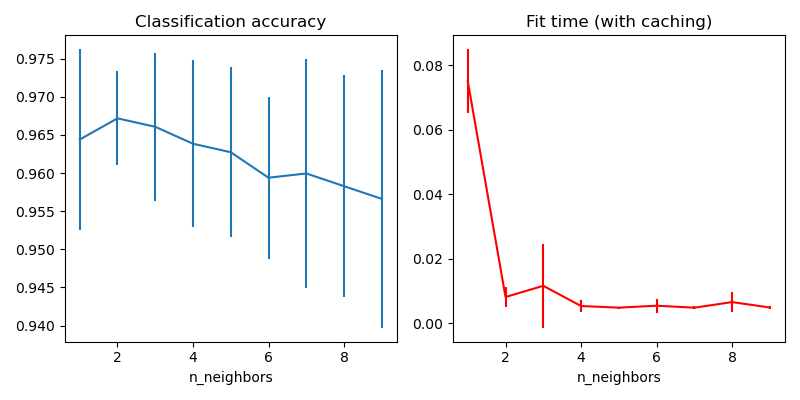 Classification accuracy
0.975
0.970
0.965
0.960
0.955
0.950
0.945
0.940
2 4 6 8
n_neighbors
Fit time (with caching)
0.08
0.06
0.04
0.02
0.00
2 4 6 8
n_neighbors